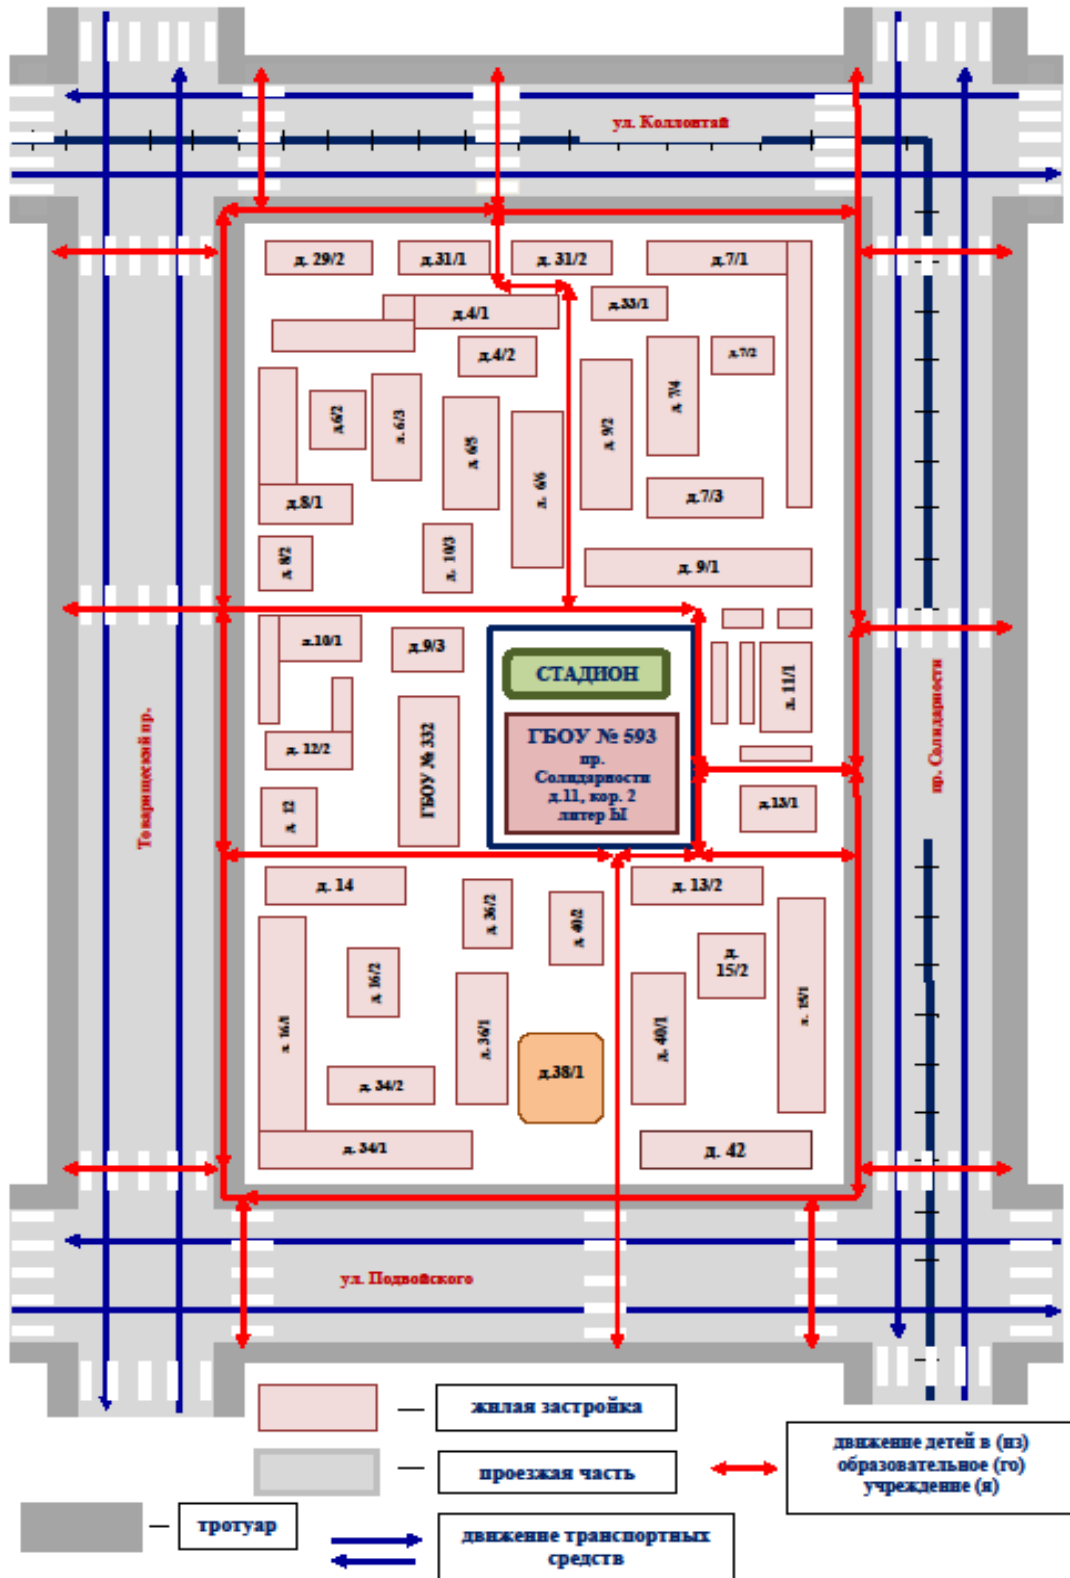 ул. Коллонтай
д. 29/2
д.31/1
д. 31/2
д.7/1
д.33/1
д.4/1
д.4/2
д.7/2
д. 7/4
д.6/2
д. 6/3
д. 6/5
д. 6/6
д. 9/2
д.7/3
д.8/1
д. 8/2
д. 10/3
д. 9/1
д.10/1
д.9/3
СТАДИОН
д. 11/1
Товарищеский пр.
пр. Солидарности
д. 12/2
ГБОУ № 332
ГБОУ № 593
пр.
Солидарности
д.11, кор. 2
литер Ы
д. 12
д.13/1
д. 14
д. 36/2
д. 40/2
д. 13/2
д.
15/2
д. 16/2
д. 16/1
д. 36/1
д.38/1
д. 40/1
д. 15/1
д. 34/2
д. 34/1
д. 42
ул. Подвойского
— жилая застройка
— проезжая часть
движение детей в (из)
образовательное (го)
учреждение (я)
— тротуар
движение транспортных
средств